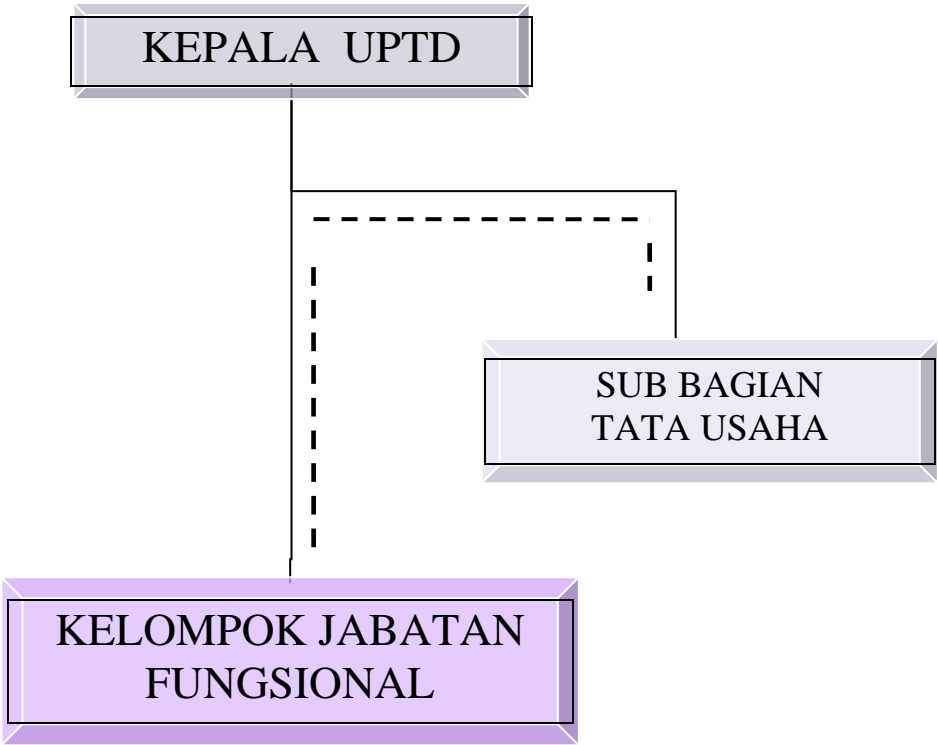 KEPALA UPTD
SUB BAGIAN
TATA USAHA
KELOMPOK JABATAN
FUNGSIONAL